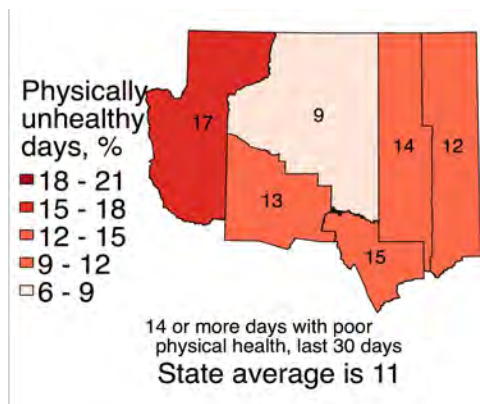 Physically
unhealthy
days, %
18 - 21
15 - 18
12 - 15
9 - 12
6 - 9
17
9
14
12
13
15
14 or more days with poor
physical health, last 30 days
State average is 11